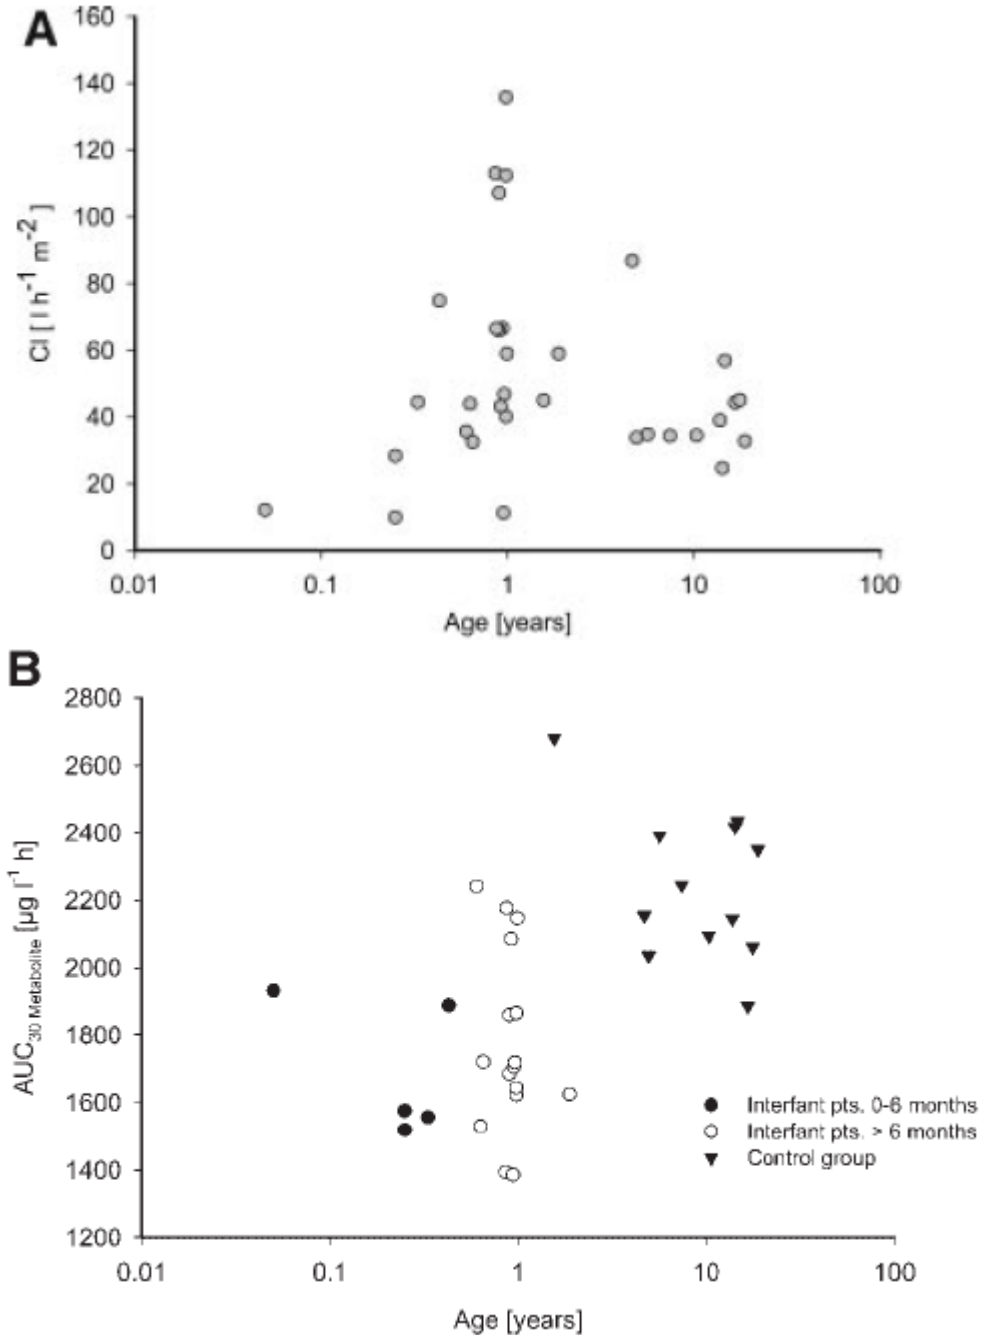 A
160
140
120
100
80
60
40
20
0
Cl [ l h-1 m-2 ]
0.01 0.1 1 10 100
Age [years]
B
2800
2600
2400
2200
2000
1800
1600
1400
1200
AUC30 Metabolite [µg l-1 h]
Interfant pts. 0-6 months
Interfant pts. > 6 months
Control group
0.01 0.1 1 10 100
Age [years]